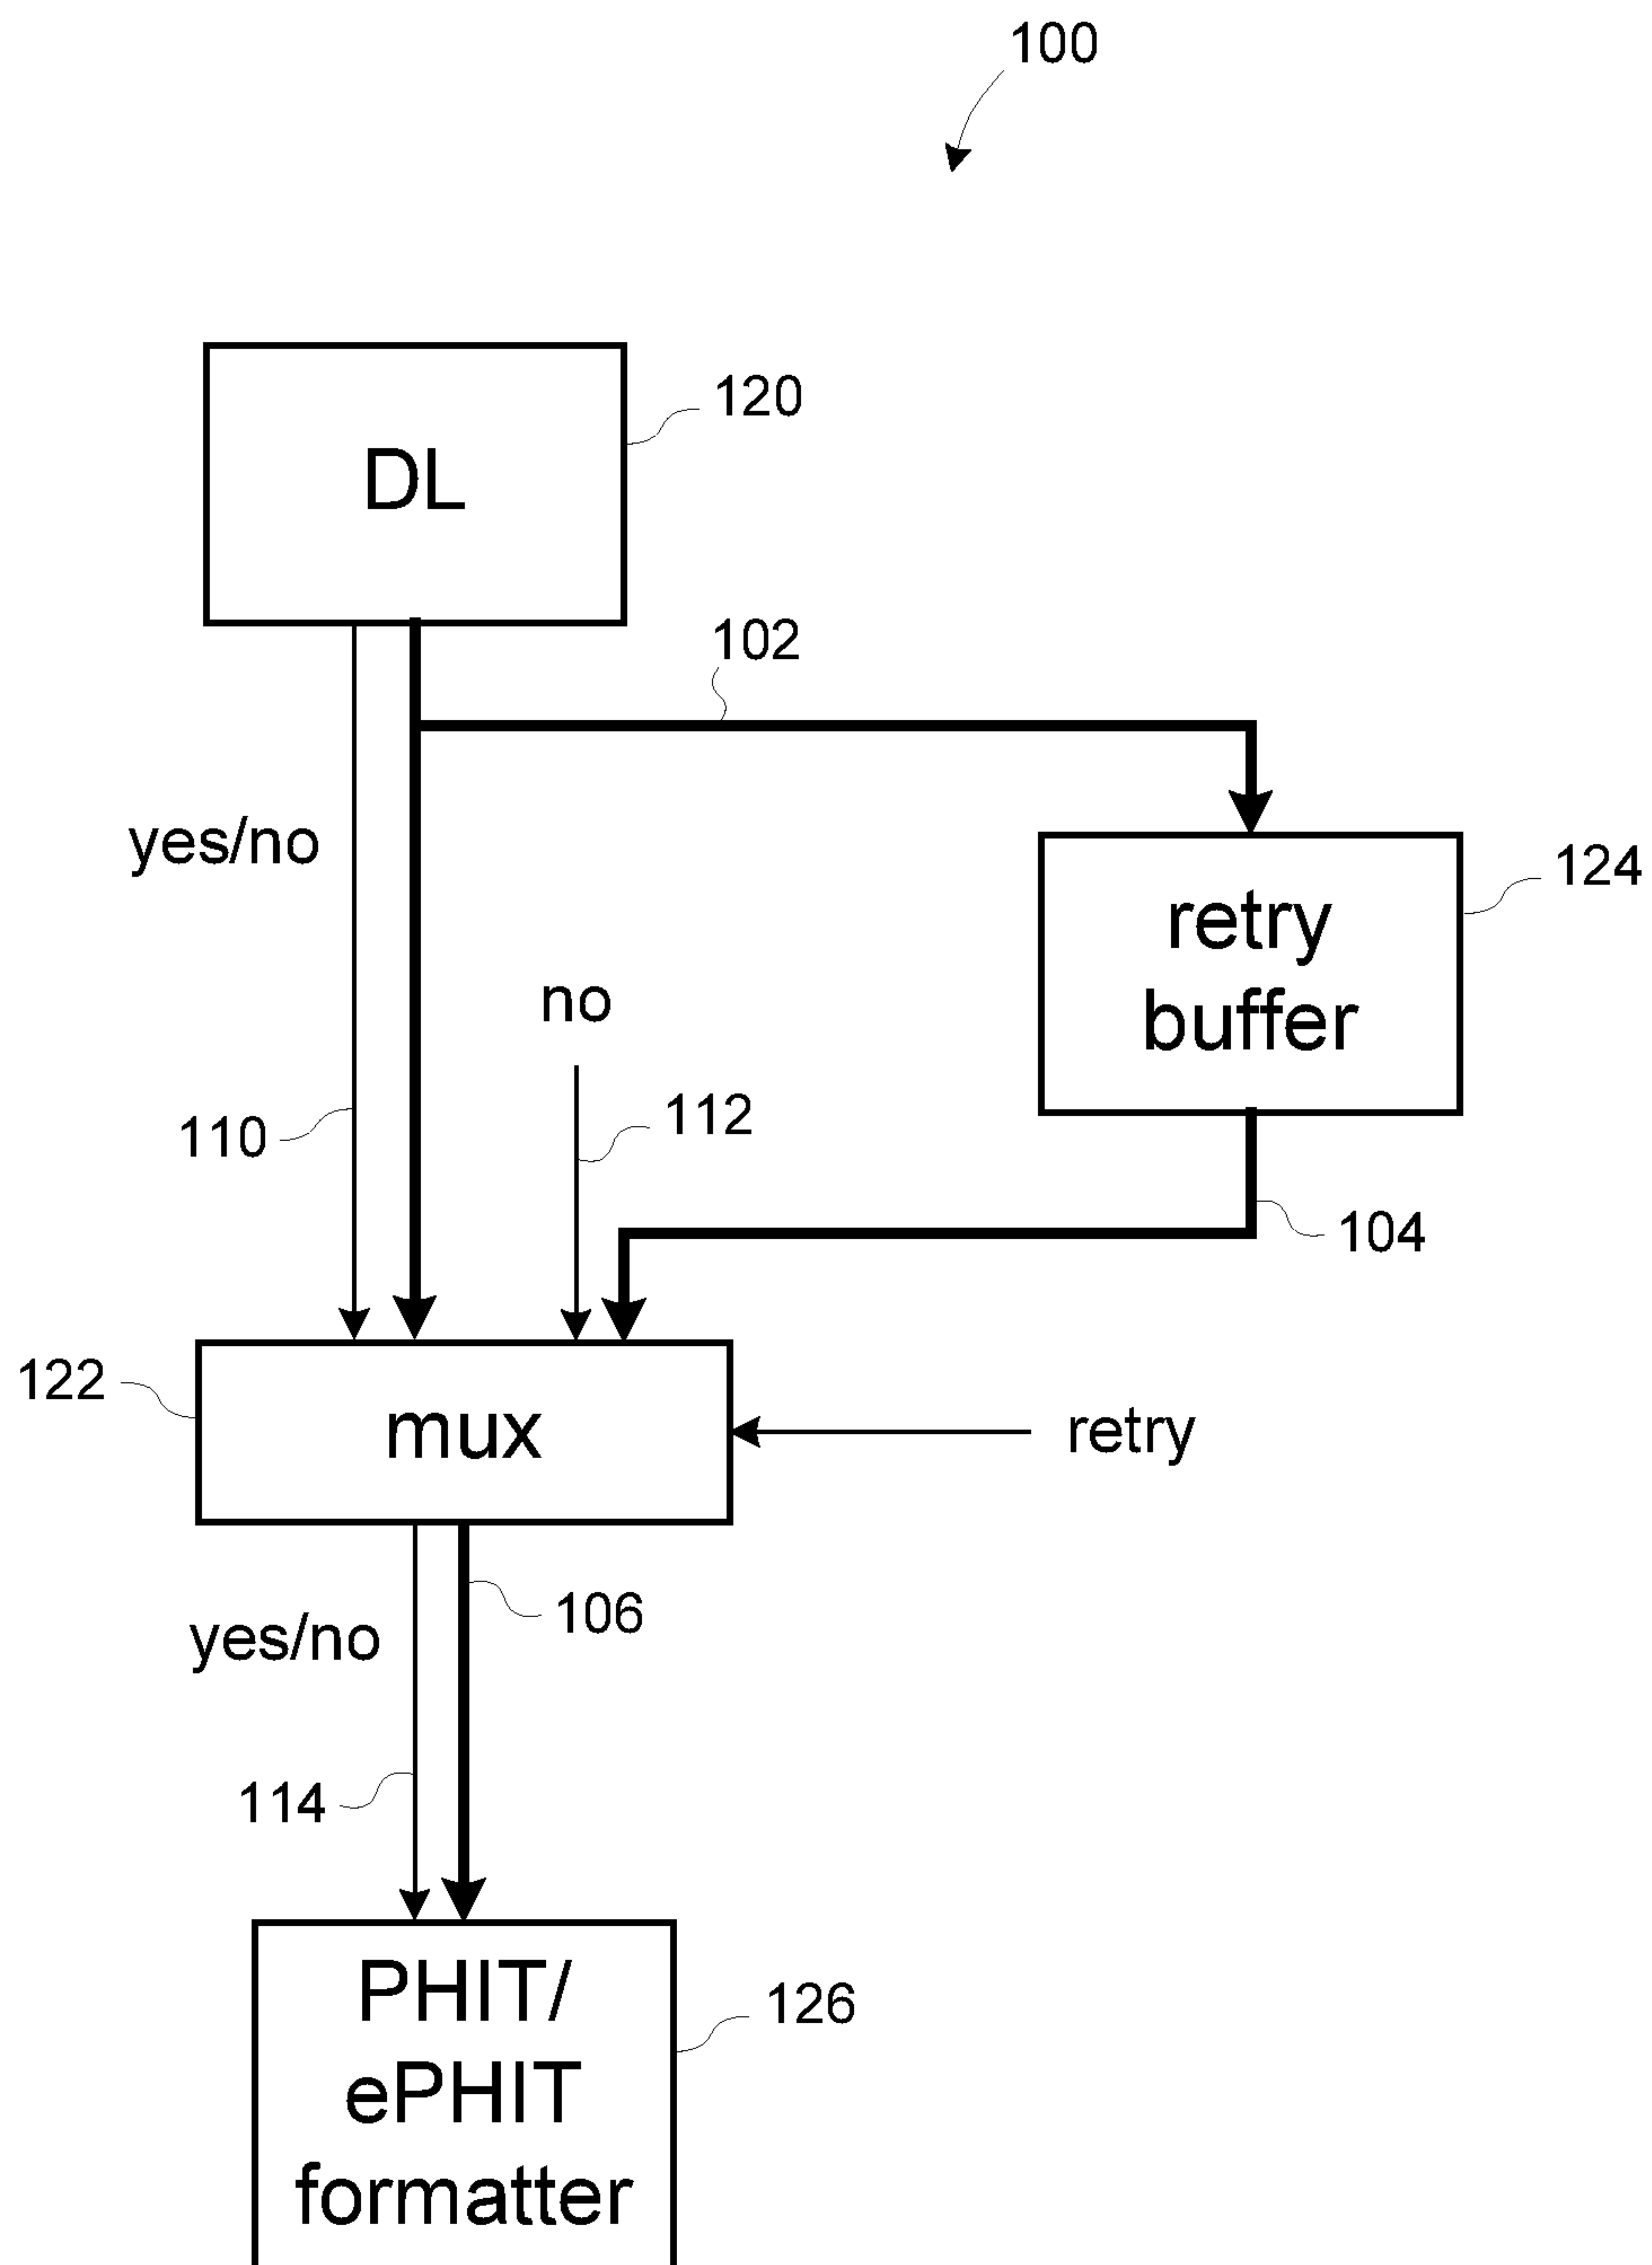 100
DL
120
102
yes/no
retry
buffer
124
no
110
112
104
122
mux
retry
yes/no
106
114
PHIT/
ePHIT
formatter
126